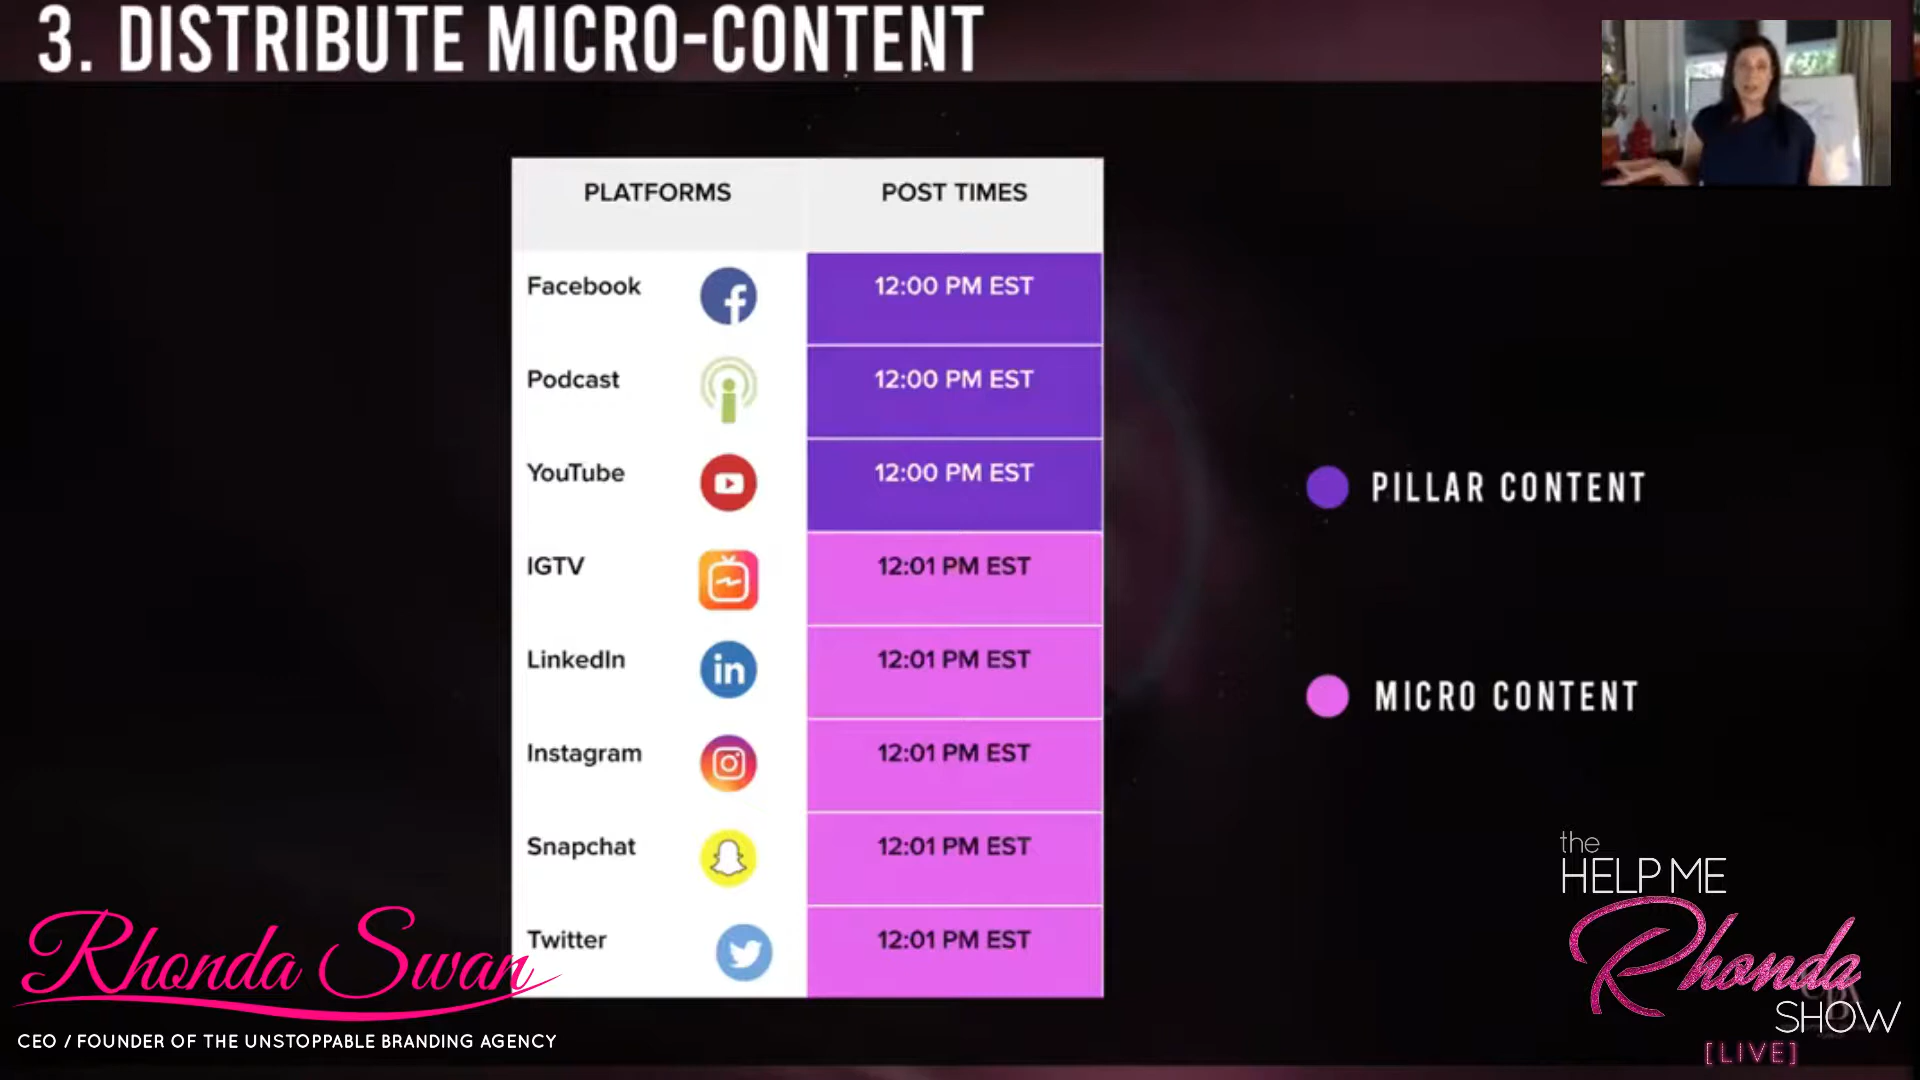 3. DISTRIBUTE MICRO-CONTENT
PLATFORMS POST TIMES
Facebook 12:00 PM EST
Podcast 12:00 PM EST
YouTube 12:00 PM EST
IGTV 12:01 PM EST
LinkedIn in 12:01 PM EST
Instagram 12:01 PM EST
Snapchat 12:01 PM EST
Twitter 12:01 PM EST
PILLAR CONTENT
MICRO CONTENT
Rhonda Swan
CEO / FOUNDER OF THE UNSTOPPABLE BRANDING AGENCY
the
HELP ME
Rhonda
SHOW
[LIVE]